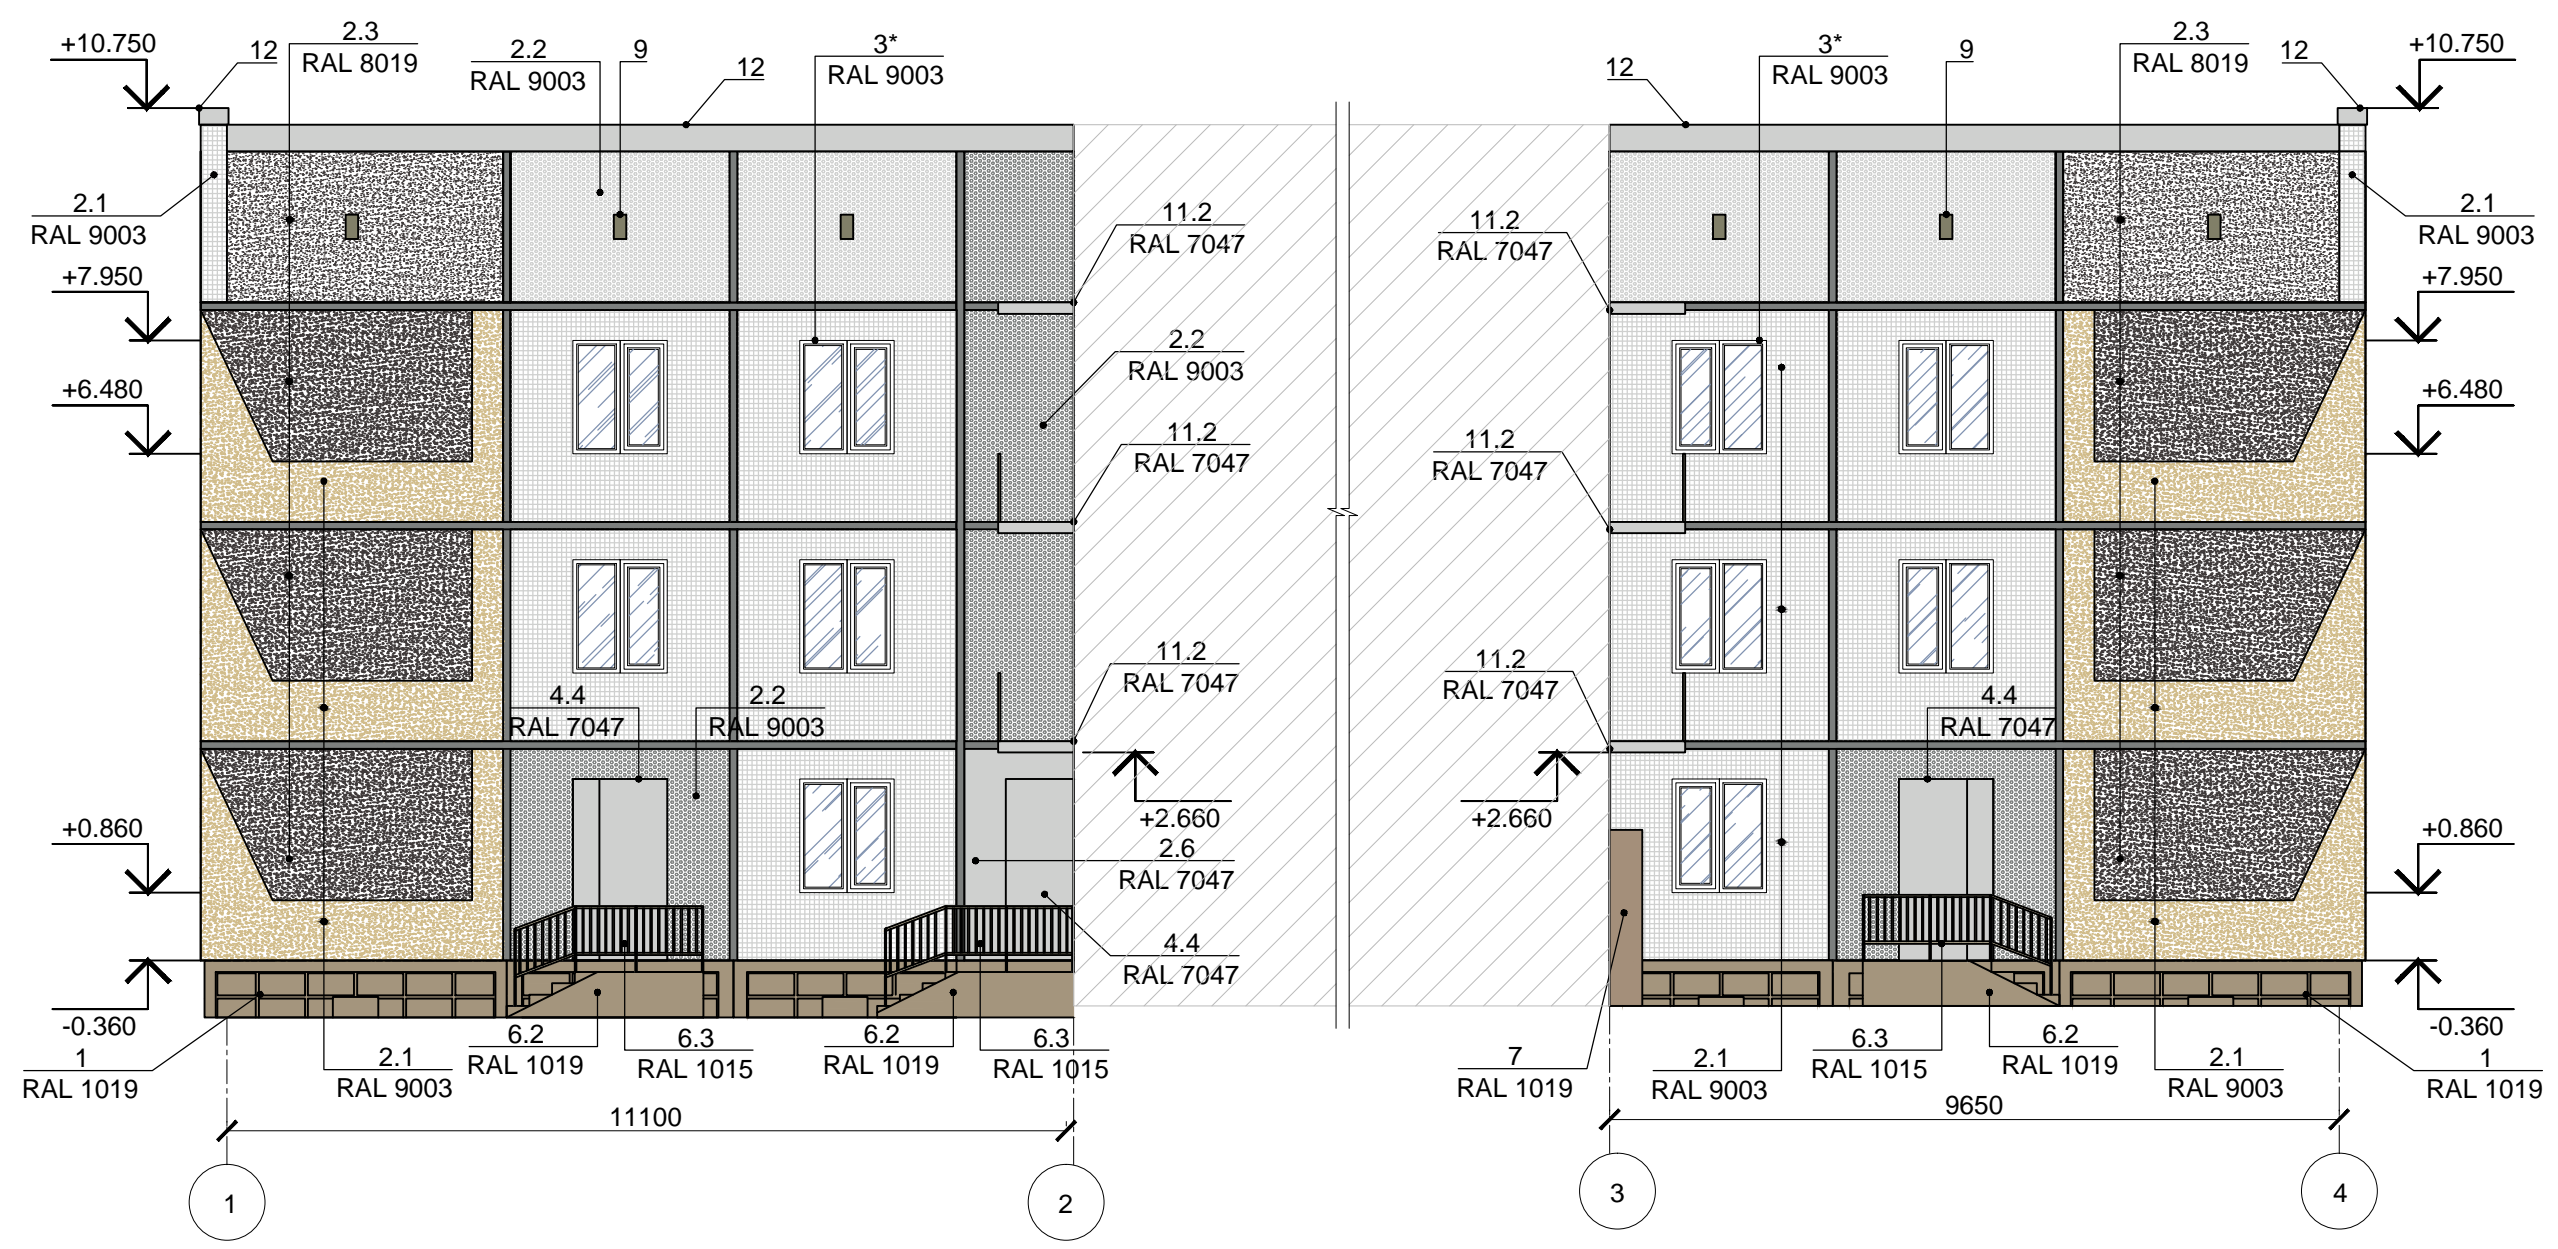 +10.750
12
2.3
RAL 8019
2.2
RAL 9003
9
12
3*
RAL 9003
2.1
RAL 9003
+7.950
+6.480
+0.860
-0.360
11.2
RAL 7047
2.2
RAL 9003
11.2
RAL 7047
11.2
RAL 7047
4.4
RAL 7047
2.2
RAL 9003
+2.660
2.6
RAL 7047
4.4
RAL 7047
1
RAL 1019
2.1
RAL 9003
6.2
RAL 1019
6.3
RAL 1015
6.2
RAL 1019
6.3
RAL 1015
11100
1
2
12
3*
RAL 9003
9
2.3
RAL 8019
12
+10.750
2.1
RAL 9003
+7.950
+6.480
+0.860
-0.360
11.2
RAL 7047
11.2
RAL 7047
11.2
RAL 7047
4.4
RAL 7047
+2.660
7
RAL 1019
2.1
RAL 9003
6.3
RAL 1015
6.2
RAL 1019
2.1
RAL 9003
1
RAL 1019
9650
3
4